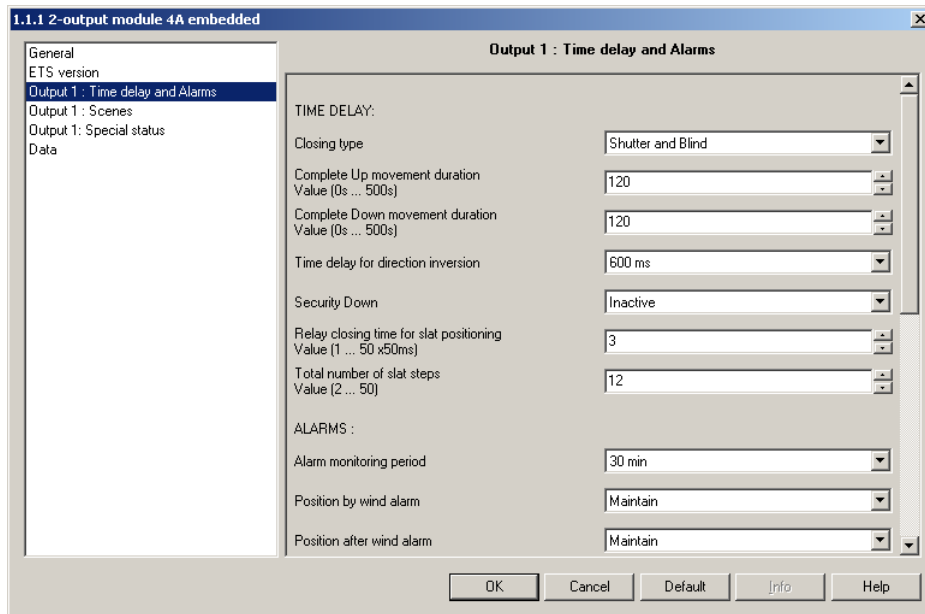 1.1.1 2-output module 4A embedded
General
ETS version
Output 1 : Time delay and Alarms
Output 1 : Scenes
Output 1: Special status
Data
Output 1 : Time delay and Alarms
TIME DELAY:
Closing type
Shutter and Blind
Complete Up movement duration
Value (0s ... 500s)
120
Complete Down movement duration
Value (0s ... 500s)
120
Time delay for direction inversion
600 ms
Security Down
Inactive
Relay closing time for slat positioning
Value (1 ... 50 x50ms)
3
Total number of slat steps
Value (2 ... 50)
12
ALARMS :
Alarm monitoring period
30 min
Position by wind alarm
Maintain
Position after wind alarm
Maintain
OK
Cancel
Default
Info
Help